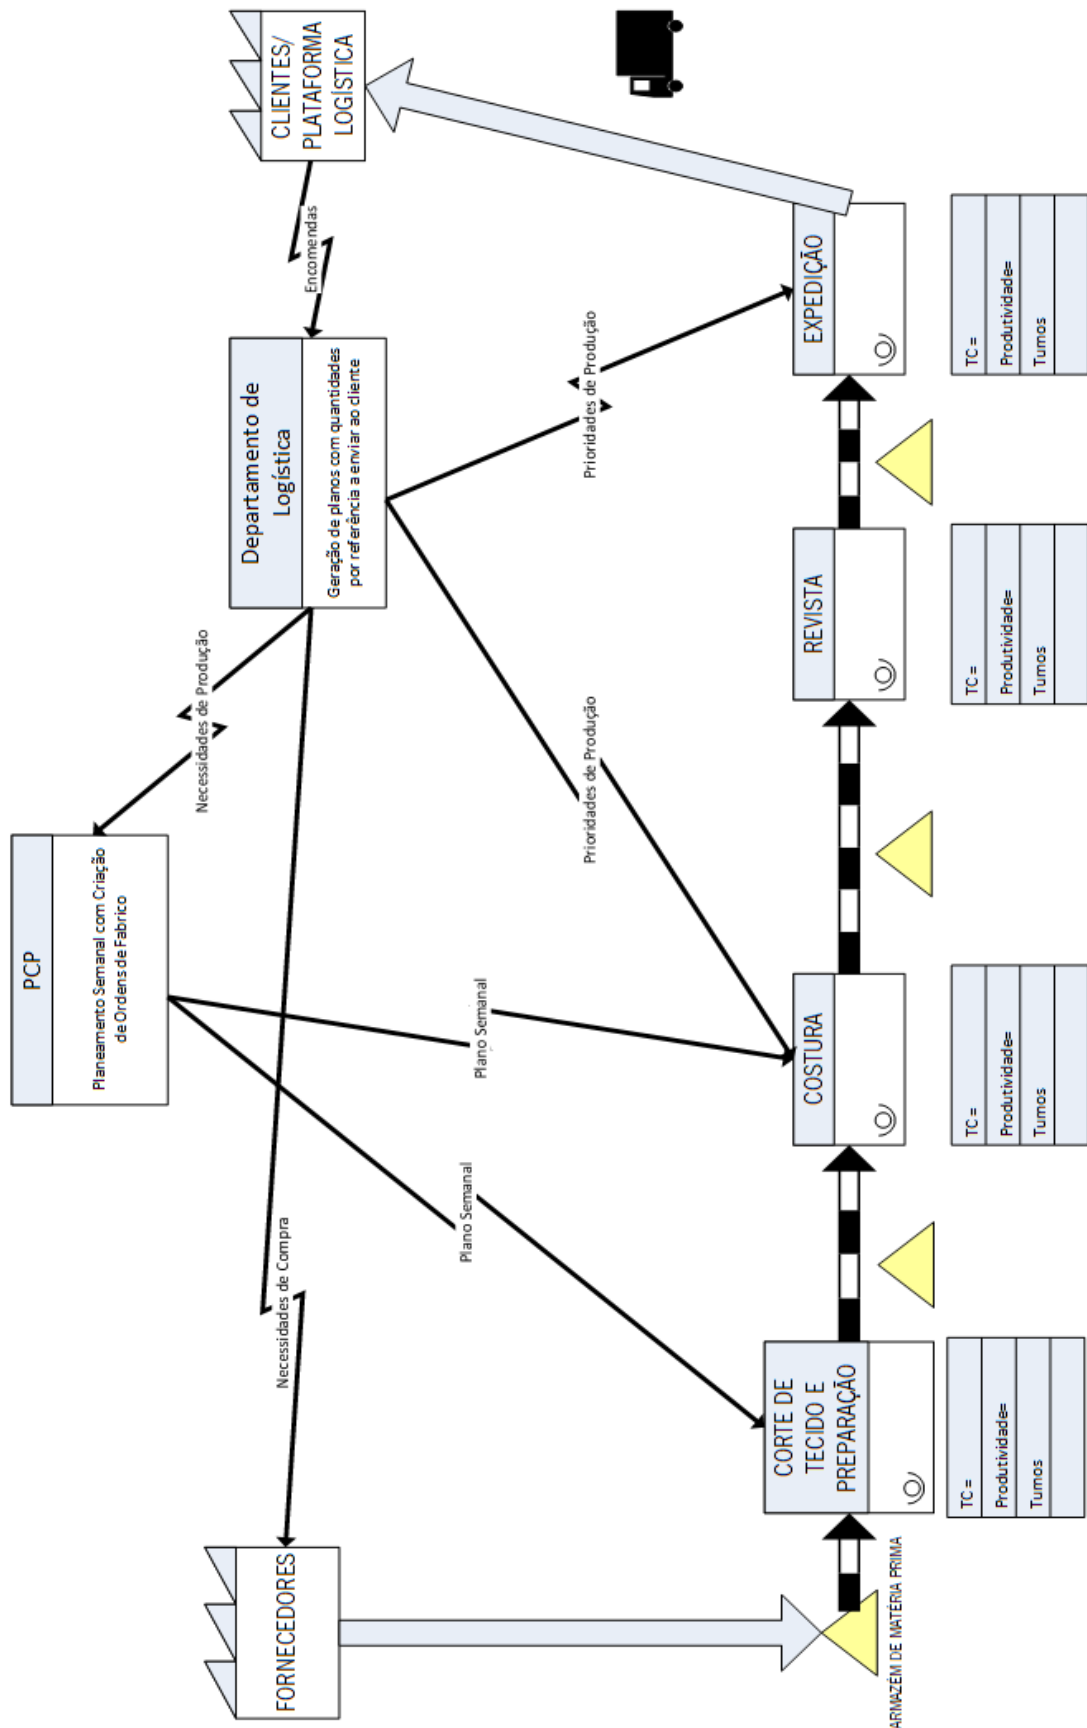 PCP
Planeamento Semanal com Criação
de Ordens de Fabrico
FORNECEDORES
Necessidades de Compra
Necessidades de Produção
Departamento de
Logística
Geração de planos com quantidades
por referência a enviar ao cliente
Encomendas
CLIENTES/
PLATAFORMA
LOGÍSTICA
Plano Semanal
Plano Semanal
Prioridades de Produção
Prioridades de Produção
ARMAZÉM DE MATÉRIA PRIMA
CORTE DE
TECIDO E
PREPARAÇÃO
COSTURA
REVISTA
EXPEDIÇÃO
TC =
Produtividade=
Turnos
TC =
Produtividade=
Turnos
TC =
Produtividade=
Turnos
TC =
Produtividade=
Turnos